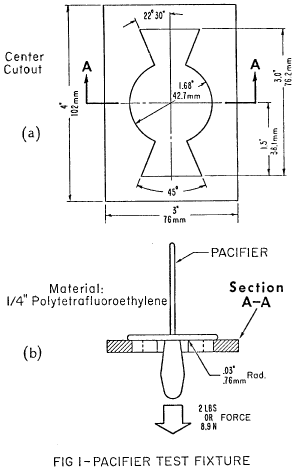 22° 30'
Center
Cutout
A
A
1.68"
42.7mm
4"
102mm
3.0"
76.2mm
1.5"
38.1mm
(a)
45°
3"
76mm
PACIFIER
Material:
1/4" Polytetrafluoroethylene
Section
A-A
(b)
.03"
.76mm Rad.
2 LBS
OR FORCE
8.9 N
FIG 1-PACIFIER TEST FIXTURE